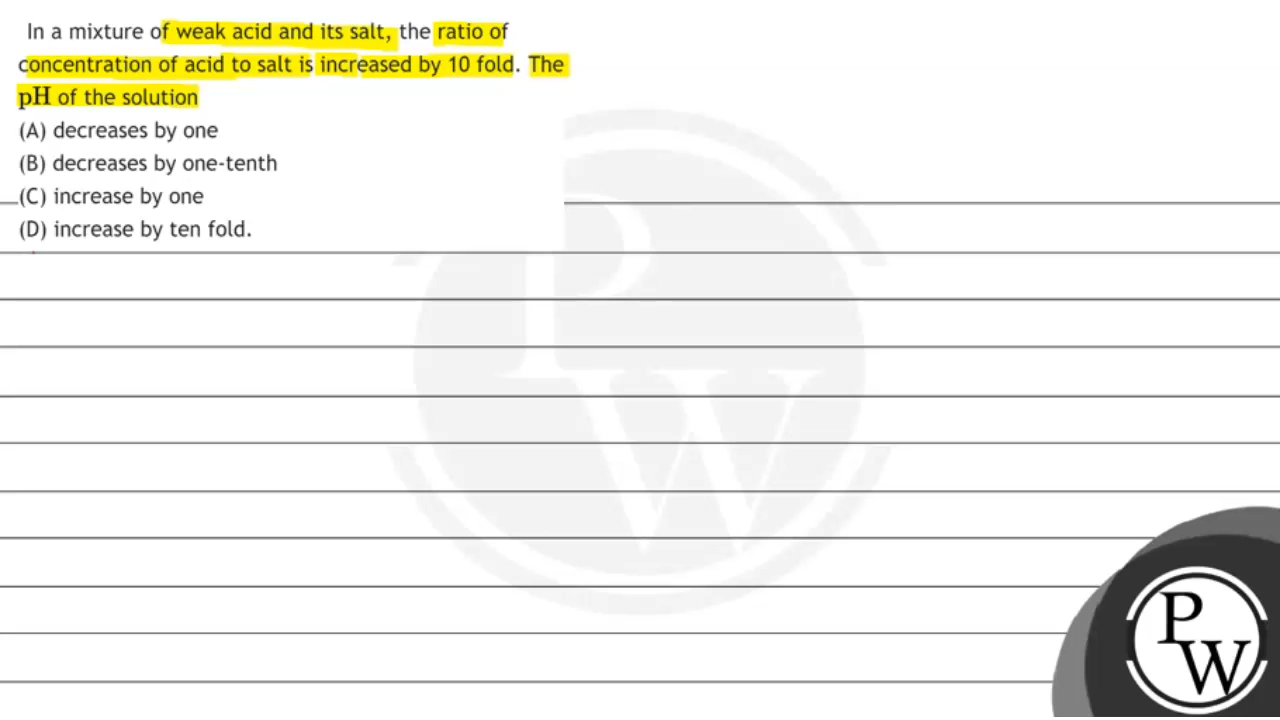 In a mixture of weak acid and its salt, the ratio of
concentration of acid to salt is increased by 10 fold. The
pH of the solution
(A) decreases by one
(B) decreases by one-tenth
(C) increase by one
(D) increase by ten fold.
P
W
P
W